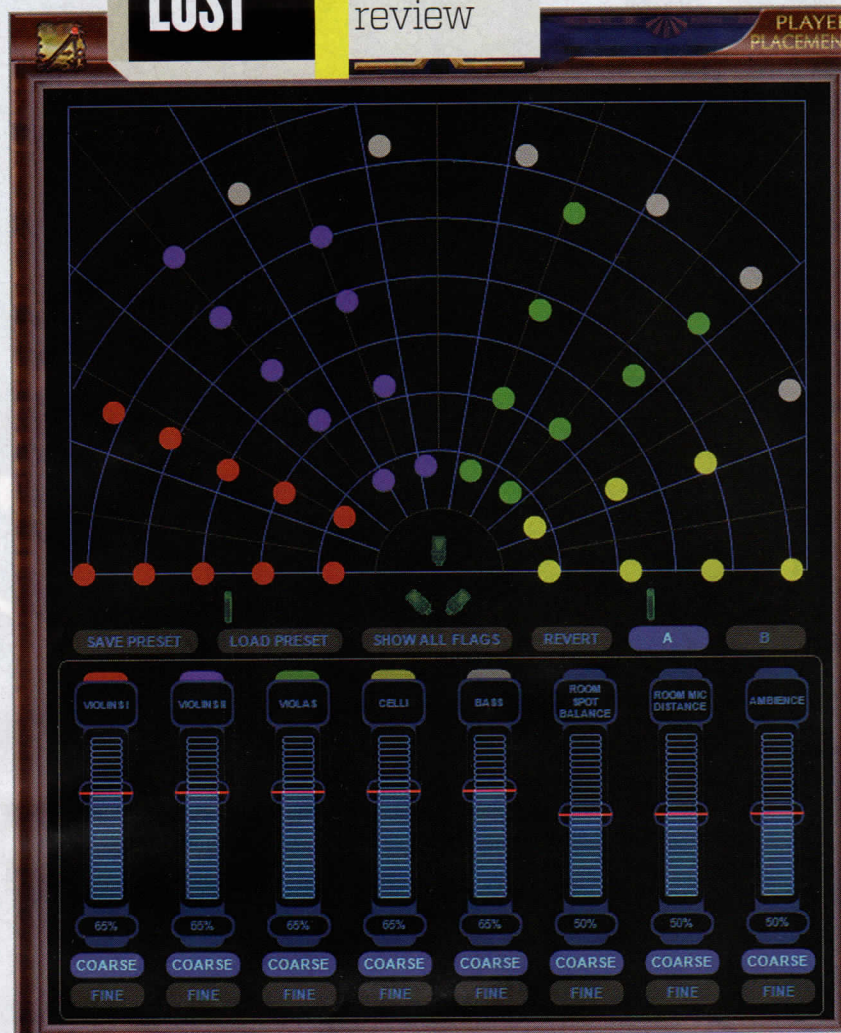 LOST
review
PLAYER
PLACEMENT
SAVE PRESET
LOAD PRESET
SHOW ALL FLAGS
REVERT
A
B
VIOLINS I
VIOLINS II
VIOLAS
CELLI
BASS
ROOM
SPOT
BALANCE
ROOM MIC
DISTANCE
AMBIENCE
65%
65%
65%
65%
65%
50%
50%
50%
COARSE
COARSE
COARSE
COARSE
COARSE
COARSE
COARSE
COARSE
FINE
FINE
FINE
FINE
FINE
FINE
FINE
FINE